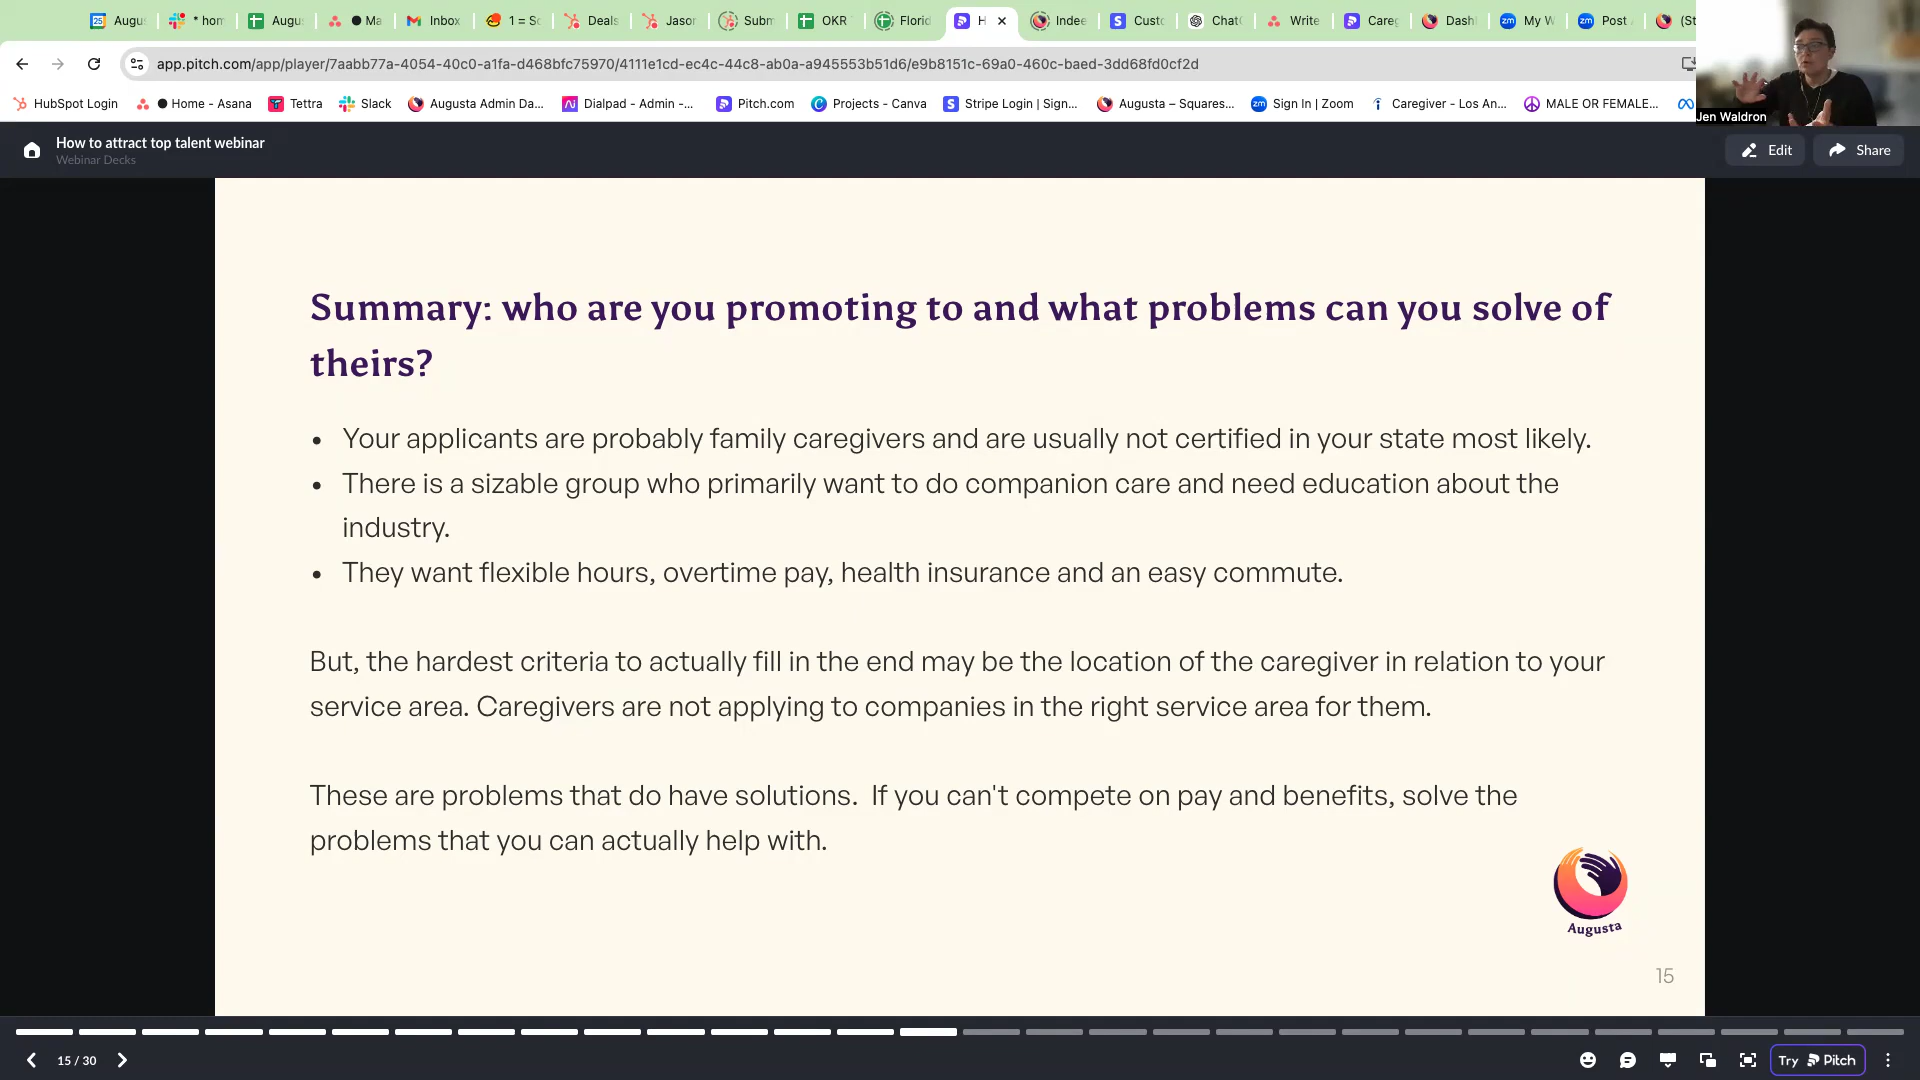 Augu
* hom
Augu
Ma
Inbox
1 = Sc
Deals
Jason
Subm
OKR
Florid
H
Indee
Custo
ChatG
Write
Careg
Dash
My W
Post
(St
app.pitch.com/app/player/7aabb77a-4054-40c0-a1fa-d468bfc75970/4111e1cd-ec4c-44c8-ab0a-a945553b51d6/e9b8151c-69a0-460c-baed-3dd68fd0cf2d
HubSpot Login
Home - Asana
Tettra
Slack
Augusta Admin Da...
Dialpad - Admin -...
Pitch.com
Projects - Canva
Stripe Login | Sign...
Augusta – Squares...
Sign In | Zoom
Caregiver - Los An...
MALE OR FEMALE...
Jen Waldron
How to attract top talent webinar
Webinar Decks
Edit
Share
Summary: who are you promoting to and what problems can you solve of
theirs?
• Your applicants are probably family caregivers and are usually not certified in your state most likely.
• There is a sizable group who primarily want to do companion care and need education about the
industry.
• They want flexible hours, overtime pay, health insurance and an easy commute.
But, the hardest criteria to actually fill in the end may be the location of the caregiver in relation to your
service area. Caregivers are not applying to companies in the right service area for them.
These are problems that do have solutions.  If you can't compete on pay and benefits, solve the
problems that you can actually help with.
Augusta
15
15 / 30
Try Pitch